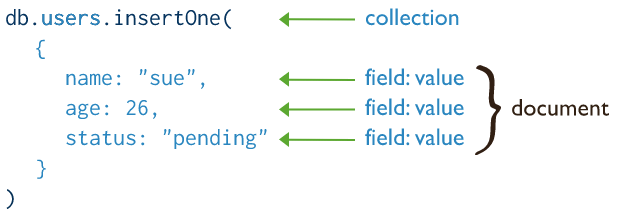 db.users.insertOne( collection
{
name: "sue", field: value
age: 26, field: value
status: "pending" field: value
document
}
)